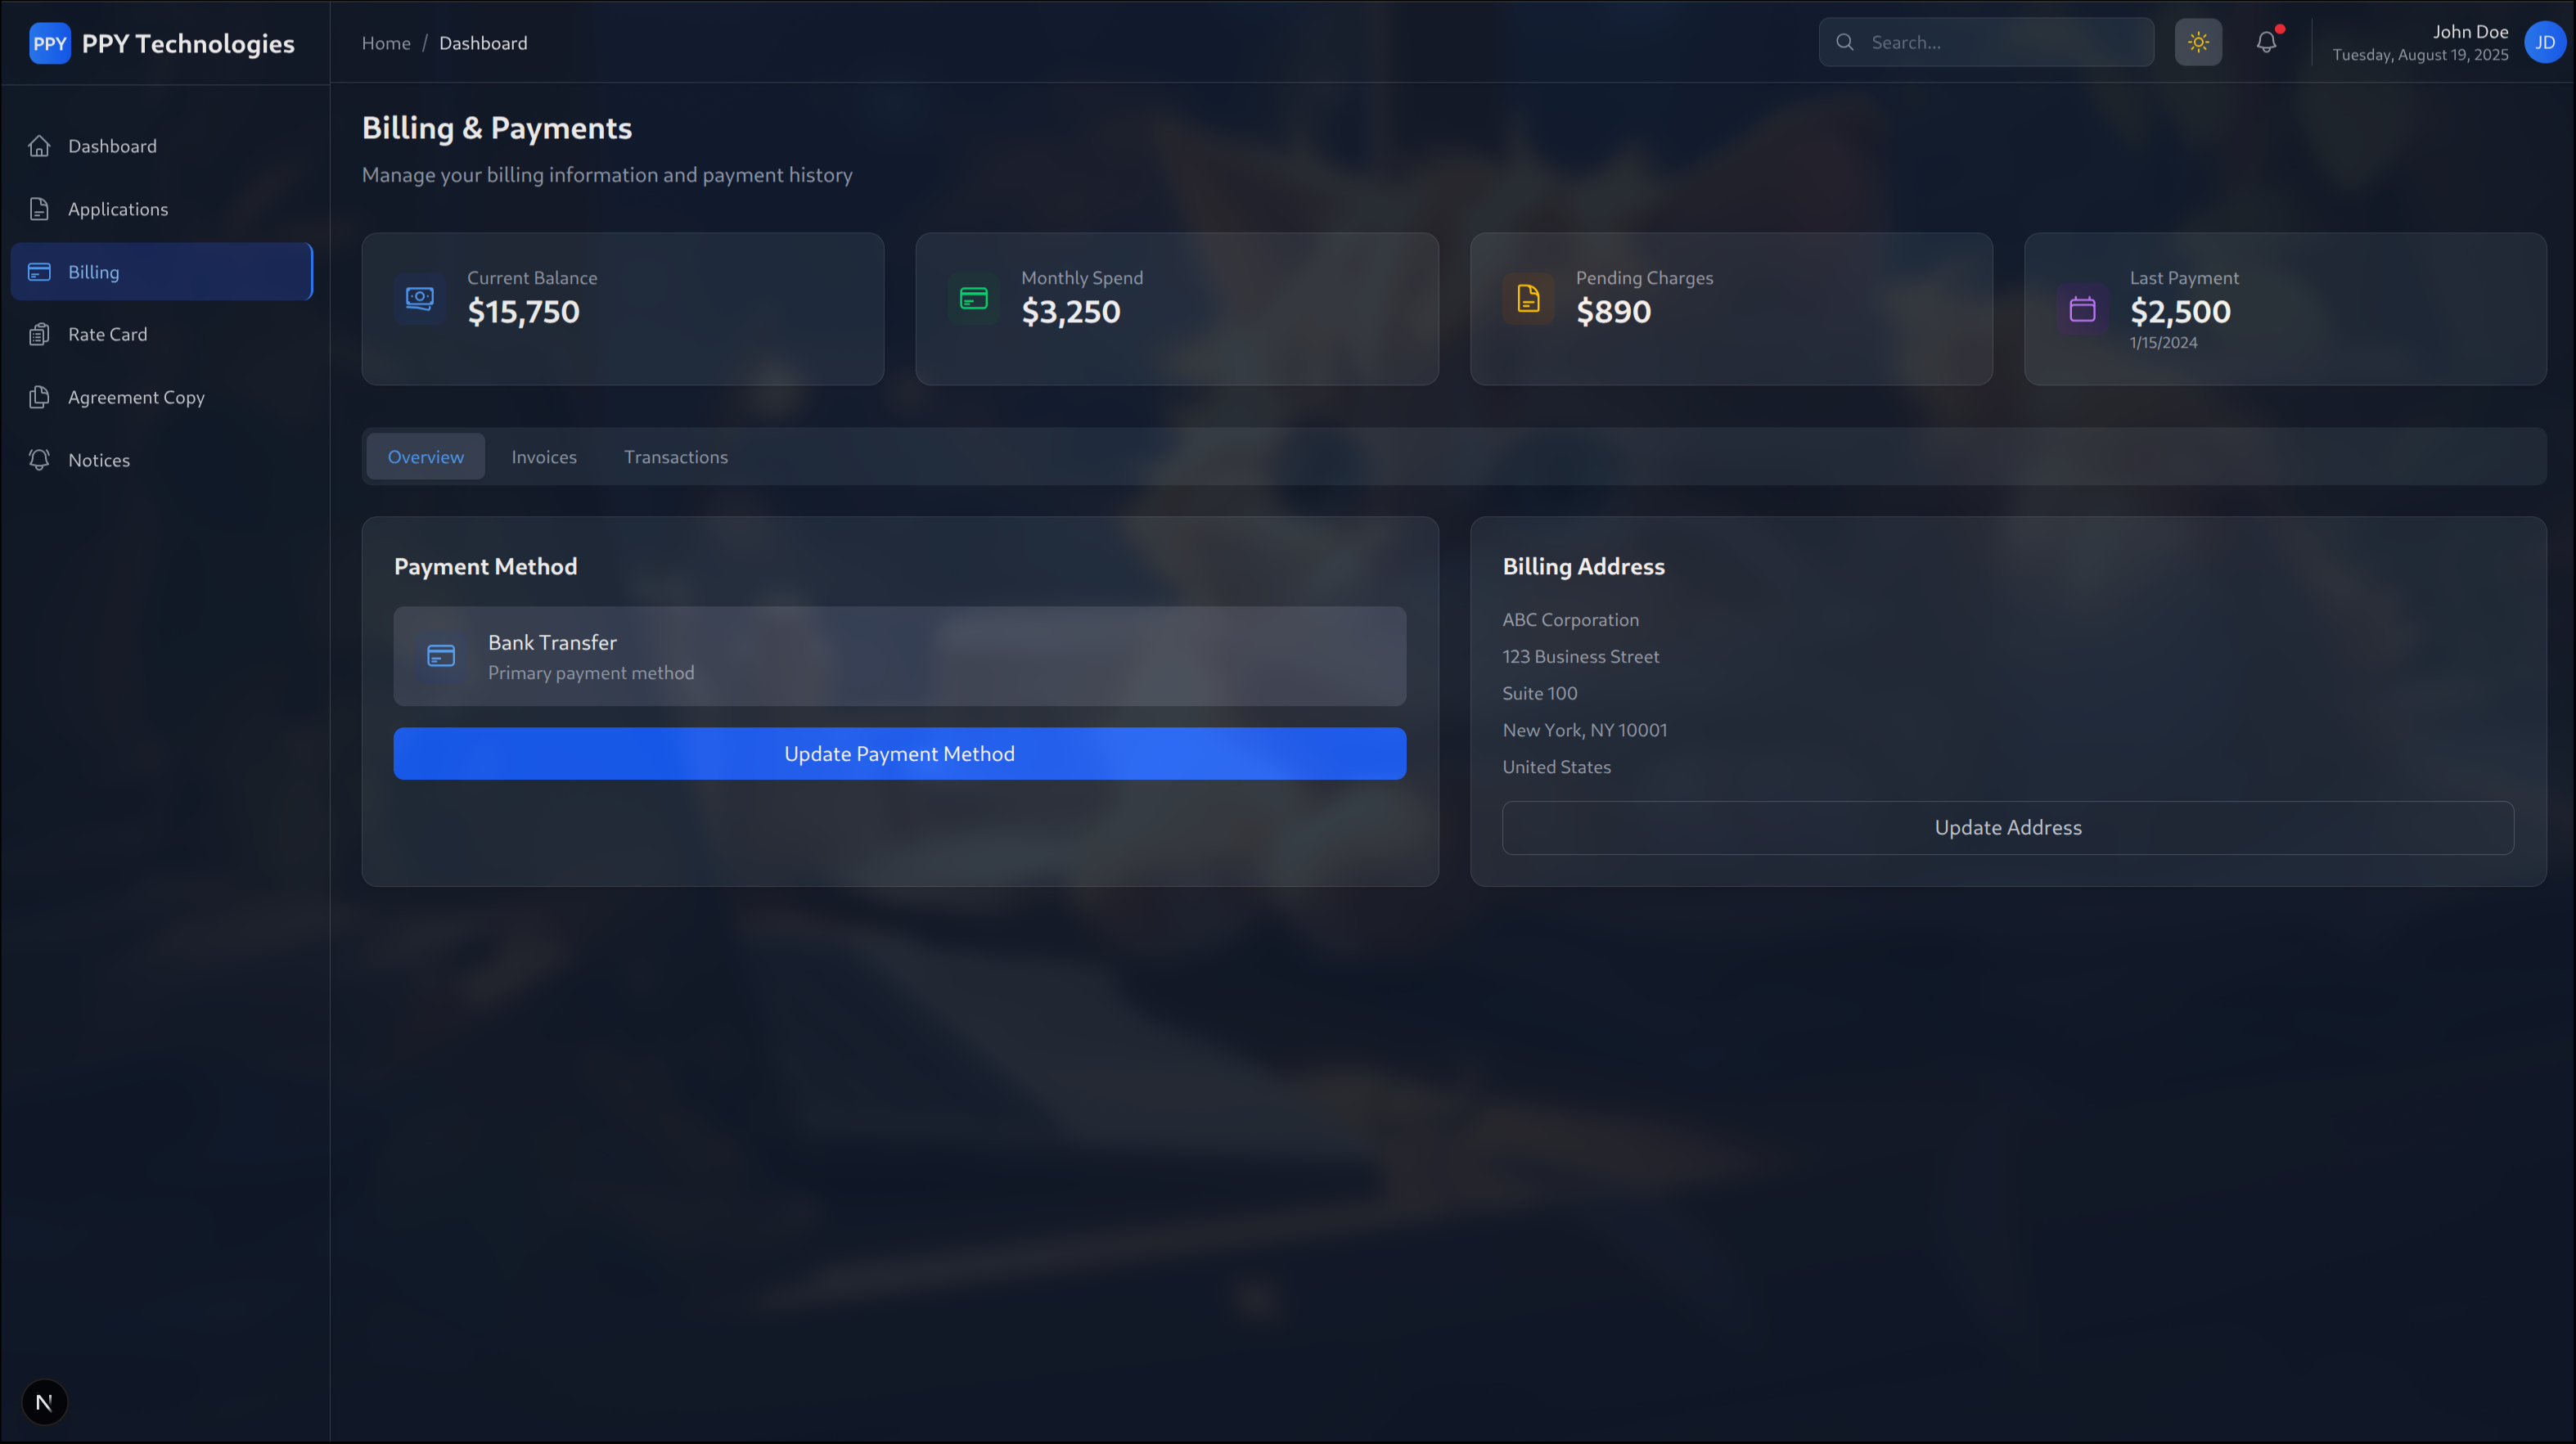 PPY
PPY Technologies
Home / Dashboard
Search...
John Doe
Tuesday, August 19, 2025
JD
Dashboard
Applications
Billing
Rate Card
Agreement Copy
Notices
Billing & Payments
Manage your billing information and payment history
Current Balance
$15,750
Monthly Spend
$3,250
Pending Charges
$890
Last Payment
$2,500
1/15/2024
Overview
Invoices
Transactions
Payment Method
Bank Transfer
Primary payment method
Update Payment Method
Billing Address
ABC Corporation
123 Business Street
Suite 100
New York, NY 10001
United States
Update Address
N